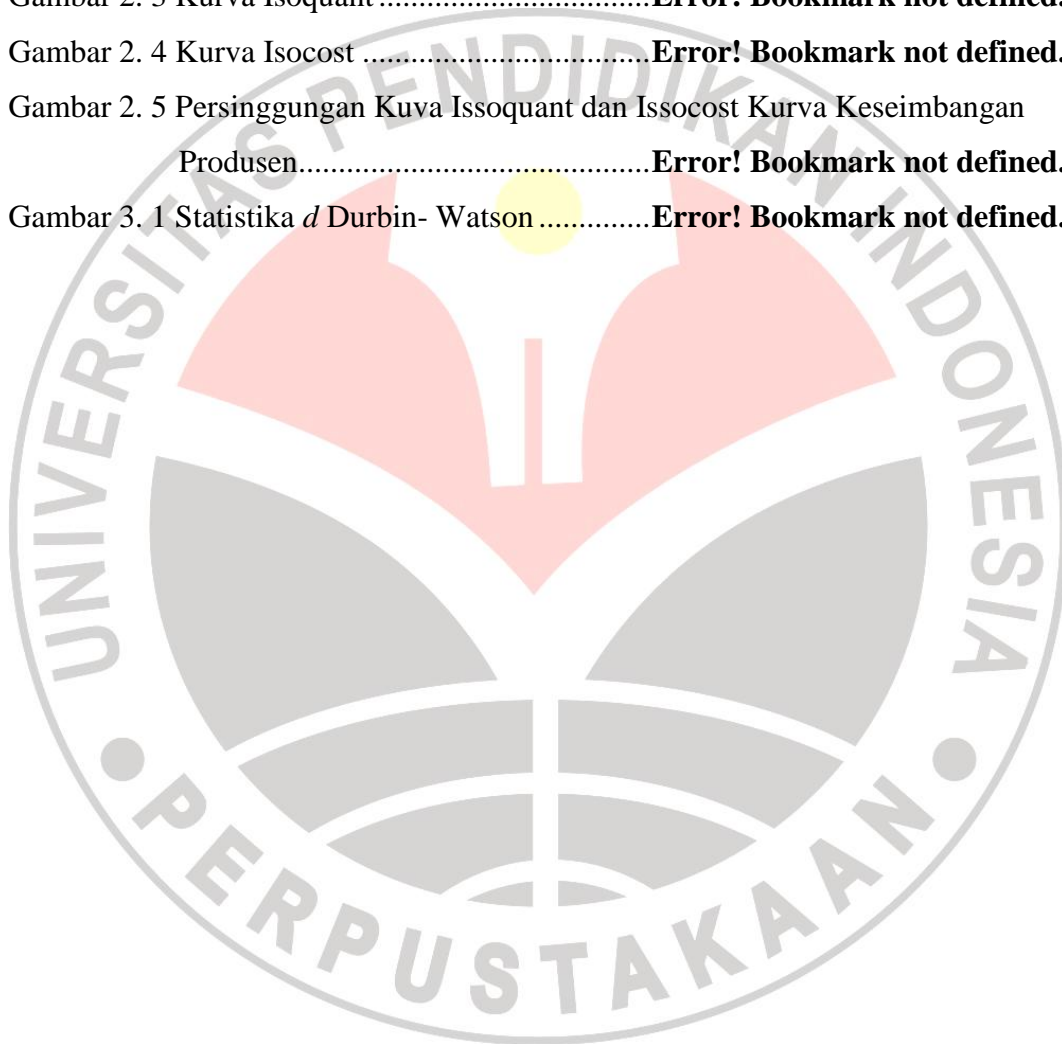 Gambar 2. 3 Kurva Isoquant...................................Error! Bookmark not defined.
Gambar 2. 4 Kurva Isocost .....................................Error! Bookmark not defined.
Gambar 2. 5 Persinggungan Kuva Issoquant dan Issocost Kurva Keseimbangan
Produsen.............................................Error! Bookmark not defined.
Gambar 3. 1 Statistika d Durbin- Watson ..............Error! Bookmark not defined.
UNIVERSITAS PENDIDIKAN INDONESIA
PERPUSTAKAAN